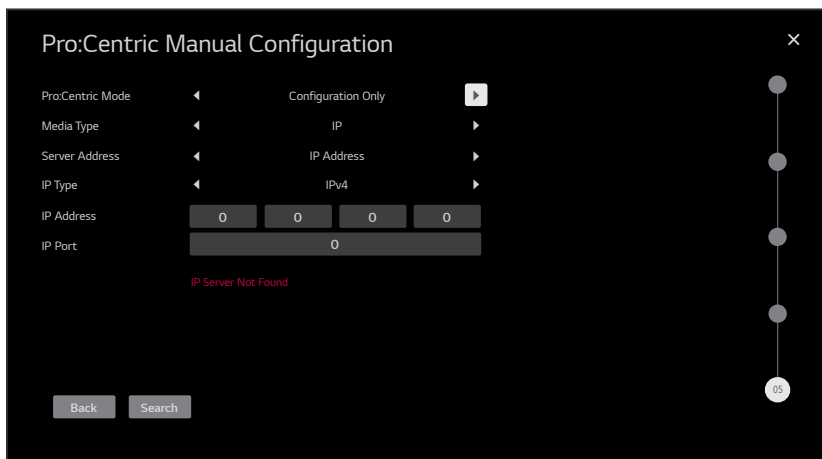 Pro:Centric Manual Configuration
Pro:Centric Mode Configuration Only
Media Type IP
Server Address IP Address
IP Type IPv4
IP Address 0 0 0 0
IP Port 0
IP Server Not Found
05
Back Search